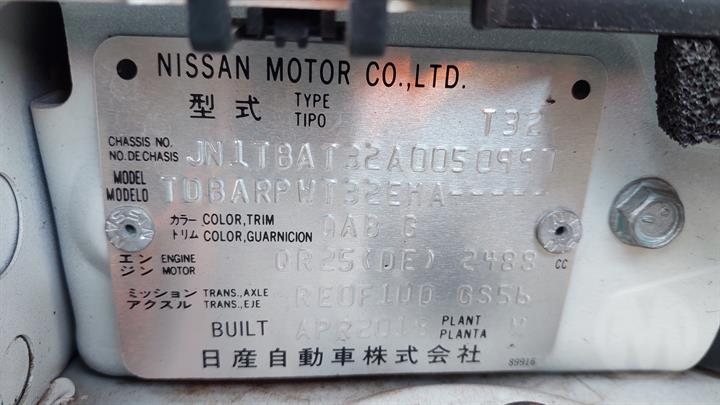 NISSAN MOTOR CO.,LTD.
型式 TYPE TIPO T32
CHASSIS NO. NO.DE CHASIS JN1TBAT32A0050997
MODEL MODELO TDBARPWT32EHA-----
カラー トリム COLOR,TRIM COLOR,GUARNICION QAB G
エンジン ENGINE MOTOR QR25(DE) 2488 CC
ミッション アクスル TRANS.,AXLE TRANS.,EJE RE0F10D GS56
BUILT APR2019 PLANT PLANTA
日産自動車株式会社 89916
NISSAN